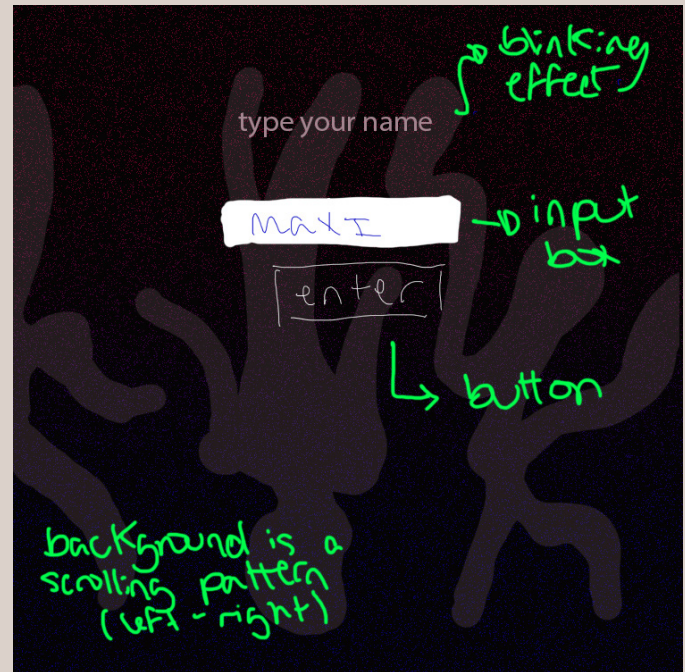 blinking
effect
type your name
maxI
input
box
enter
button
background is a
scrolling pattern
(left-right)